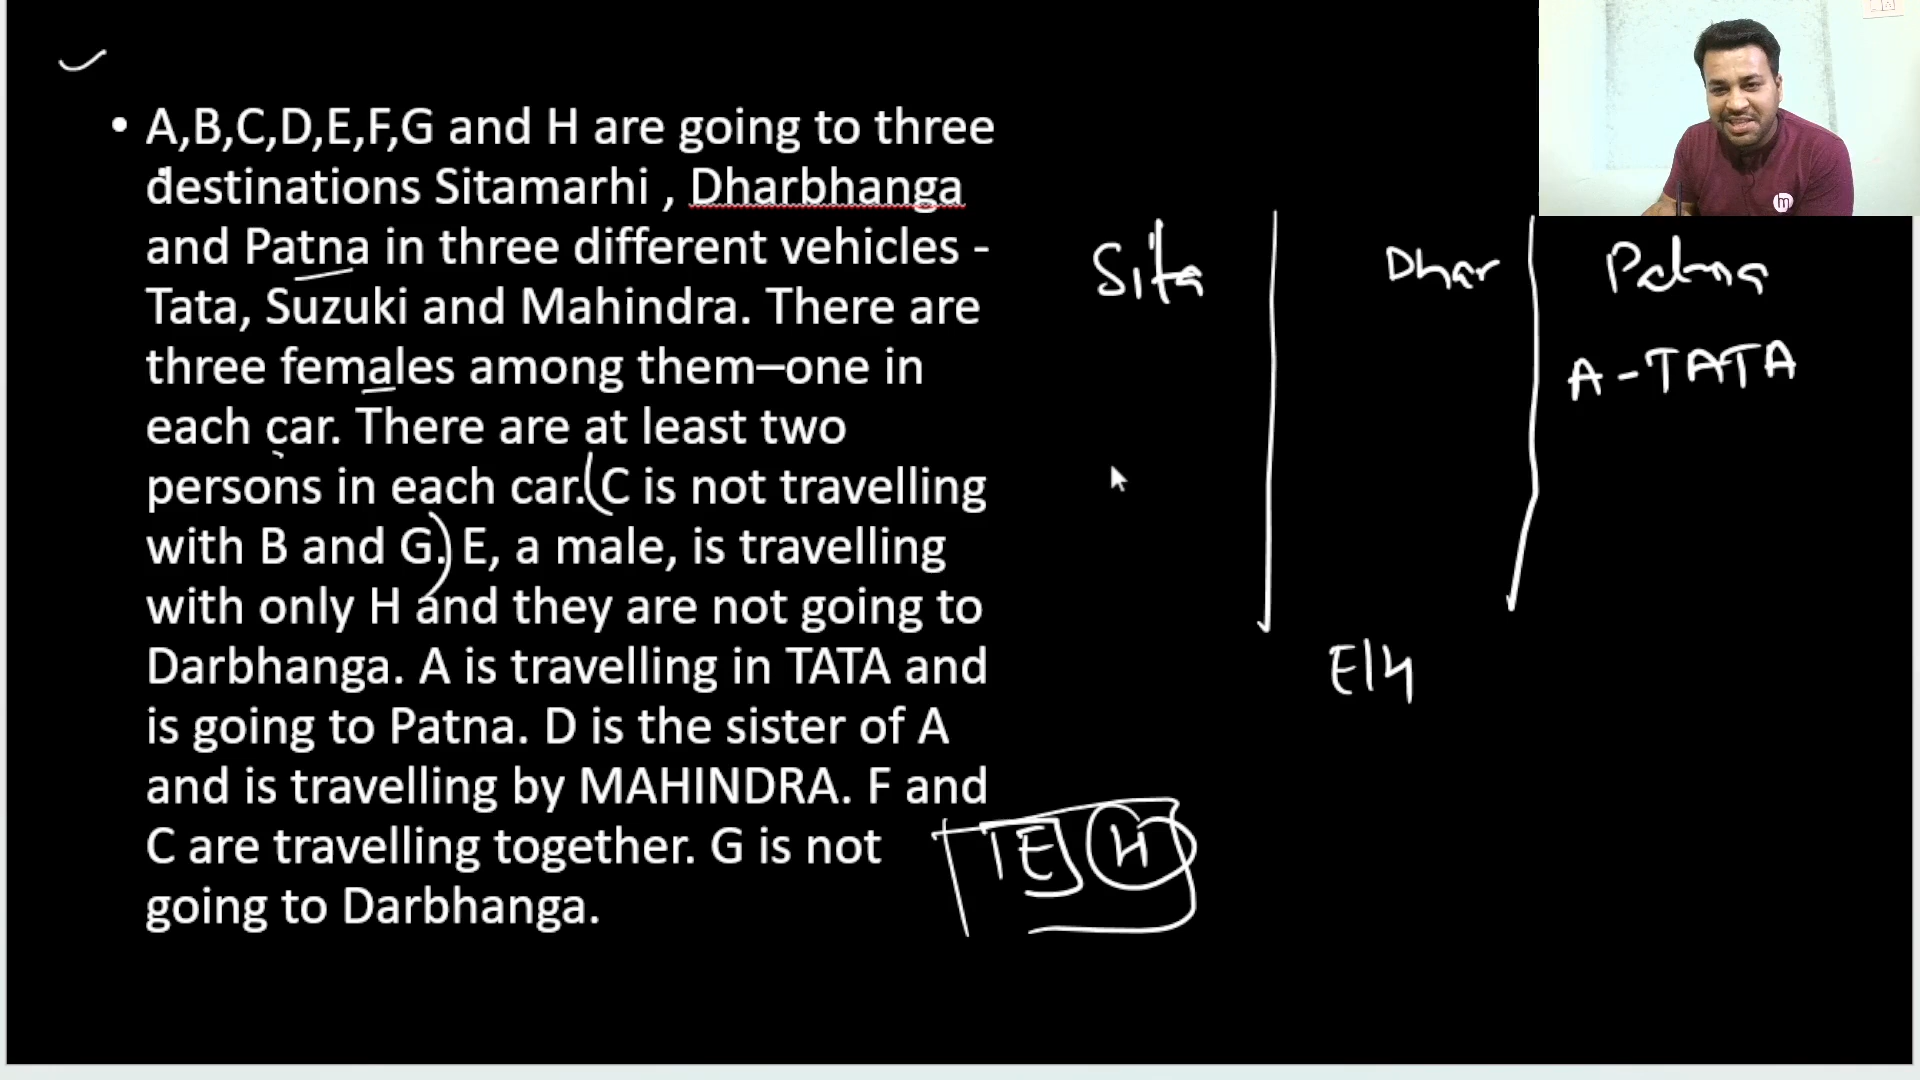 • A,B,C,D,E,F,G and H are going to three
destinations Sitamarhi , Dharbhanga
and Patna in three different vehicles -
Tata, Suzuki and Mahindra. There are
three females among them–one in
each car. There are at least two
persons in each car. (C is not travelling
with B and G.) E, a male, is travelling
with only H and they are not going to
Darbhanga. A is travelling in TATA and
is going to Patna. D is the sister of A
and is travelling by MAHINDRA. F and
C are travelling together. G is not
going to Darbhanga.
Sita Dhar Patna
A - TATA
E H
m